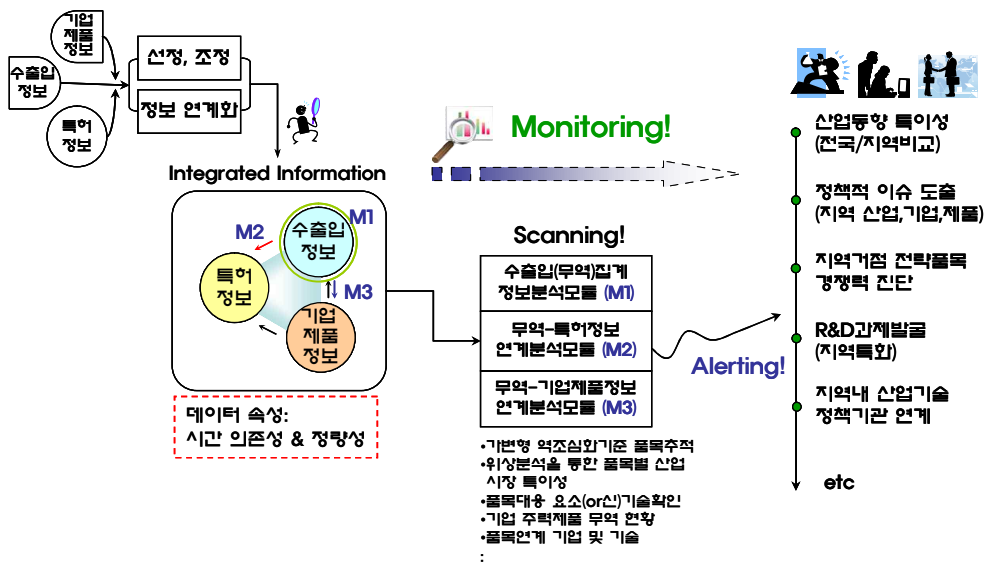 기업
제품
정보
수출입
정보
특허
정보
선정, 조정
정보 연계화
Integrated Information
M1
M2
수출입
정보
특허
정보
M3
기업
제품
정보
데이터 속성:
시간 의존성 & 정량성
Monitoring!
Scanning!
수출입(무역)집계
정보분석모듈 (M1)
무역-특허정보
연계분석모듈 (M2)
무역-기업제품정보
연계분석모듈 (M3)
•가변형 역조심화기준 품목추적
•위상분석을 통한 품목별 산업
시장 특이성
•품목대응 요소(or신)기술확인
•기업 주력제품 무역 현황
•품목연계 기업 및 기술
:
Alerting!
산업동향 특이성
(전국/지역비교)
정책적 이슈 도출
(지역 산업,기업,제품)
지역거점 전략품목
경쟁력 진단
R&D과제발굴
(지역특화)
지역내 산업기술
정책기관 연계
etc